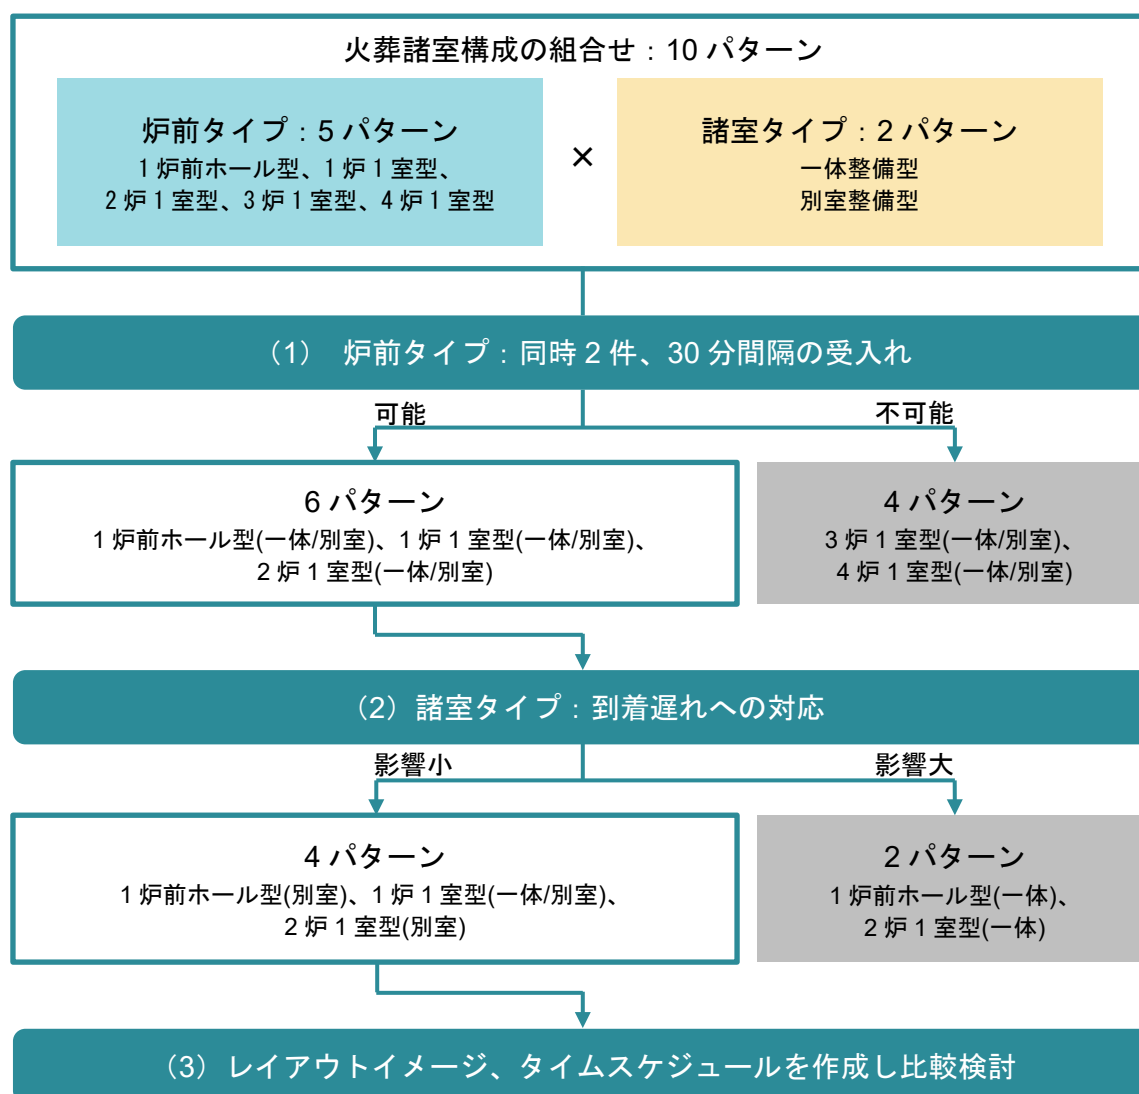 火葬諸室構成の組合せ：10 パターン
炉前タイプ：5 パターン
1 炉前ホール型、1 炉 1 室型、
2 炉 1 室型、3 炉 1 室型、4 炉 1 室型
×
諸室タイプ：2 パターン
一体整備型
別室整備型
（1） 炉前タイプ：同時 2 件、30 分間隔の受入れ
可能
不可能
6 パターン
1 炉前ホール型(一体/別室)、1 炉 1 室型(一体/別室)、
2 炉 1 室型(一体/別室)
4 パターン
3 炉 1 室型(一体/別室)、
4 炉 1 室型(一体/別室)
（2）諸室タイプ：到着遅れへの対応
影響小
影響大
4 パターン
1 炉前ホール型(別室)、1 炉 1 室型(一体/別室)、
2 炉 1 室型(別室)
2 パターン
1 炉前ホール型(一体)、
2 炉 1 室型(一体)
（3）レイアウトイメージ、タイムスケジュールを作成し比較検討